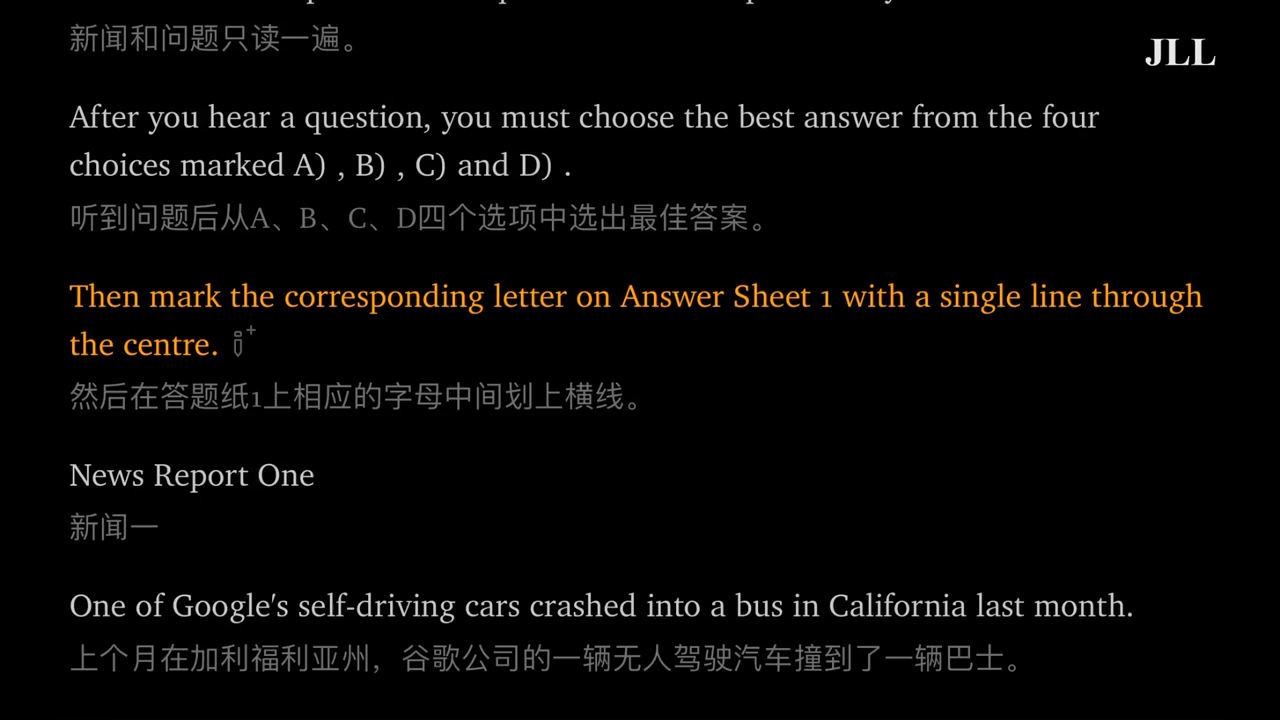 新闻和问题只读一遍。
JLL
After you hear a question, you must choose the best answer from the four
choices marked A) , B) , C) and D) .
听到问题后从A、B、C、D四个选项中选出最佳答案。
Then mark the corresponding letter on Answer Sheet 1 with a single line through
the centre.
然后在答题纸1上相应的字母中间划上横线。
News Report One
新闻一
One of Google's self-driving cars crashed into a bus in California last month.
上个月在加利福利亚州，谷歌公司的一辆无人驾驶汽车撞到了一辆巴士。